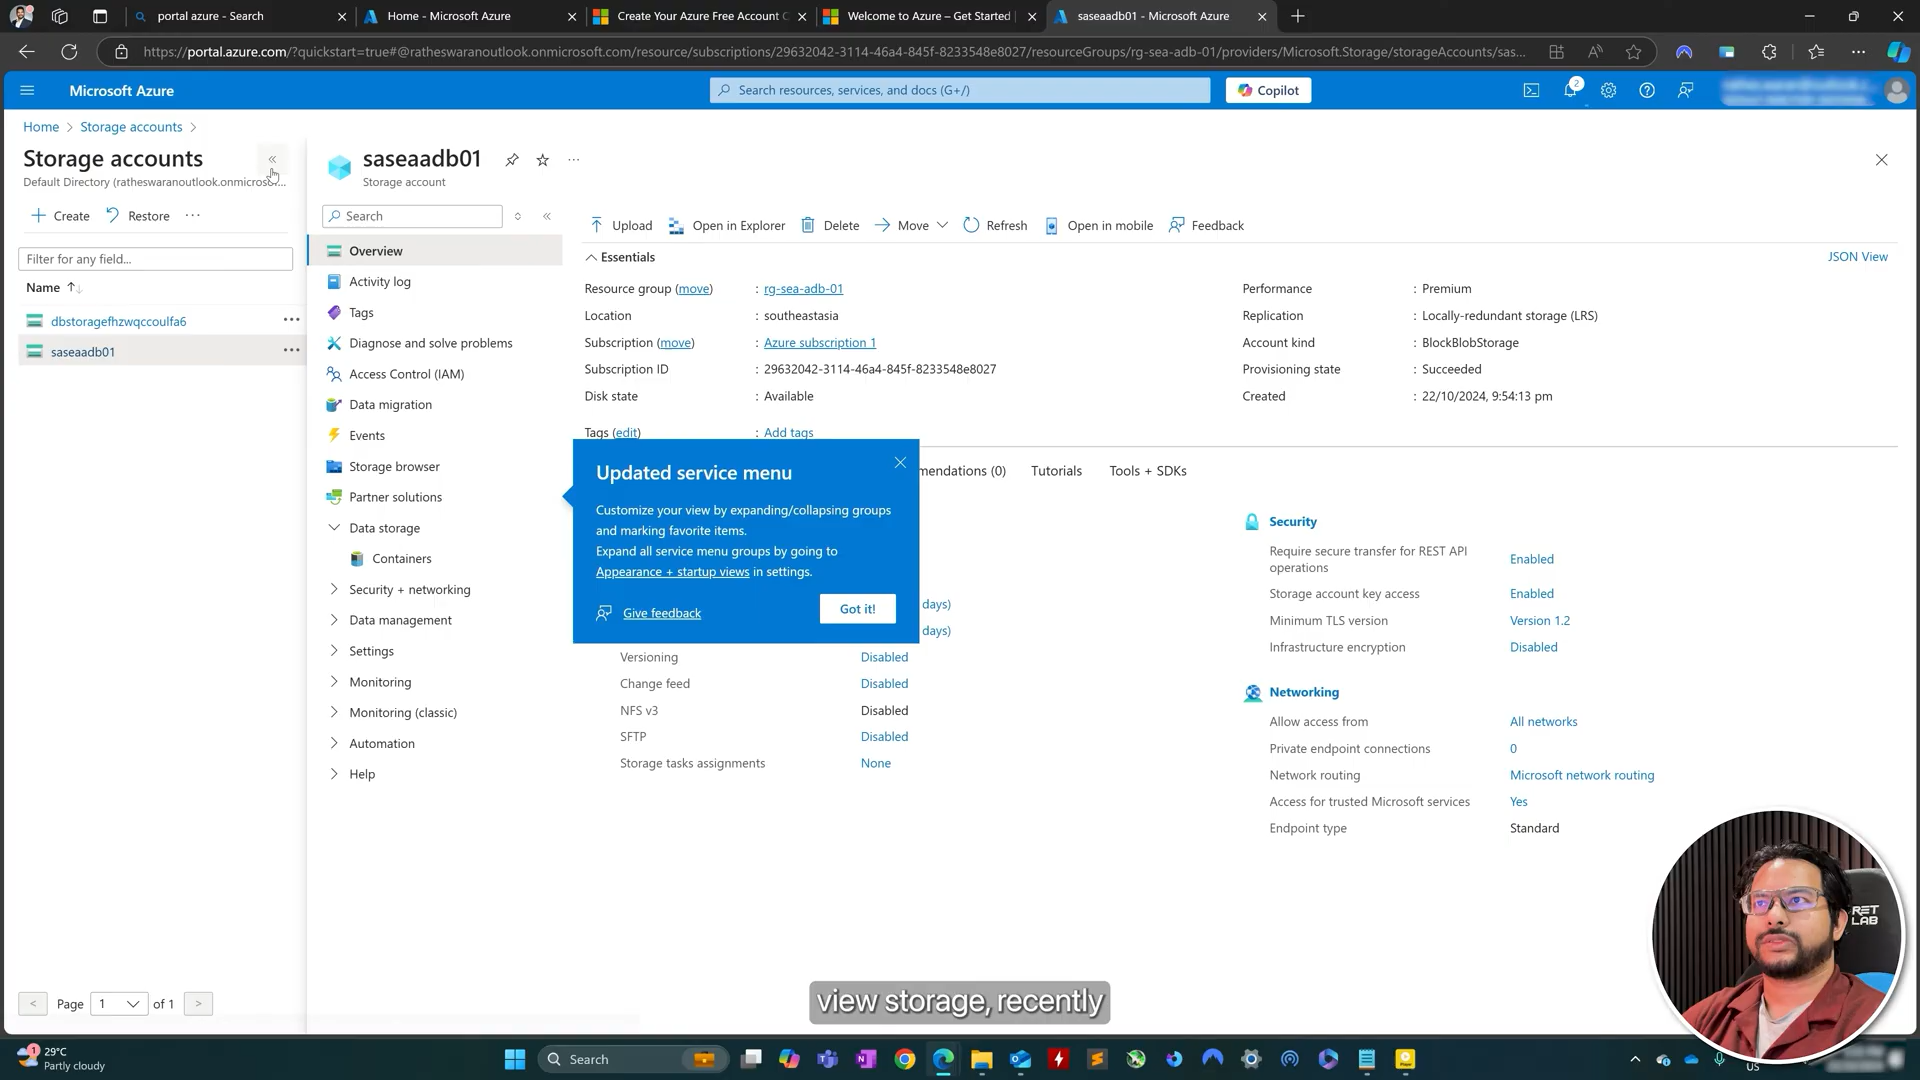 portal azure - Search
Home - Microsoft Azure
Create Your Azure Free Account C
Welcome to Azure – Get Started
saseaadb01 - Microsoft Azure
https://portal.azure.com/?quickstart=true#@ratheswaranoutlook.onmicrosoft.com/resource/subscriptions/29632042-3114-46a4-845f-8233548e8027/resourceGroups/rg-sea-adb-01/providers/Microsoft.Storage/storageAccounts/sas...
Microsoft Azure
Search resources, services, and docs (G+/)
Copilot
2
Home > Storage accounts >
Storage accounts
Default Directory (ratheswaranoutlook.onmicrosof...
Create
Restore
Filter for any field...
Name
dbstoragefhzwqccoulfa6
saseaadb01
Page 1 of 1
saseaadb01
Storage account
Search
Overview
Activity log
Tags
Diagnose and solve problems
Access Control (IAM)
Data migration
Events
Storage browser
Partner solutions
Data storage
Containers
Security + networking
Data management
Settings
Monitoring
Monitoring (classic)
Automation
Help
Upload
Open in Explorer
Delete
Move
Refresh
Open in mobile
Feedback
Essentials
JSON View
Resource group (move) : rg-sea-adb-01
Location : southeastasia
Subscription (move) : Azure subscription 1
Subscription ID : 29632042-3114-46a4-845f-8233548e8027
Disk state : Available
Tags (edit) : Add tags
Performance : Premium
Replication : Locally-redundant storage (LRS)
Account kind : BlockBlobStorage
Provisioning state : Succeeded
Created : 22/10/2024, 9:54:13 pm
mendations (0)
Tutorials
Tools + SDKs
Updated service menu
Customize your view by expanding/collapsing groups
and marking favorite items.
Expand all service menu groups by going to
Appearance + startup views in settings.
Give feedback
Got it!
days)
days)
Versioning Disabled
Change feed Disabled
NFS v3 Disabled
SFTP Disabled
Storage tasks assignments None
Security
Require secure transfer for REST API
operations Enabled
Storage account key access Enabled
Minimum TLS version Version 1.2
Infrastructure encryption Disabled
Networking
Allow access from All networks
Private endpoint connections 0
Network routing Microsoft network routing
Access for trusted Microsoft services Yes
Endpoint type Standard
RET
LAB
view storage, recently
1
29°C
Partly cloudy
Search
US